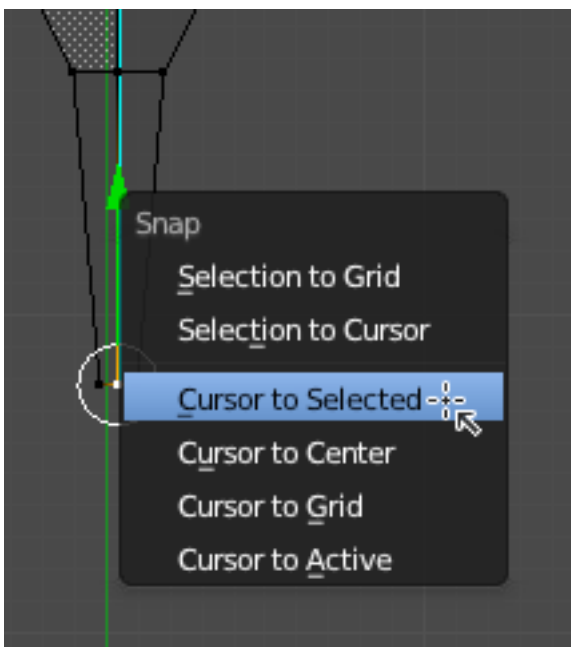 Snap
Selection to Grid
Selection to Cursor
Cursor to Selected
Cursor to Center
Cursor to Grid
Cursor to Active